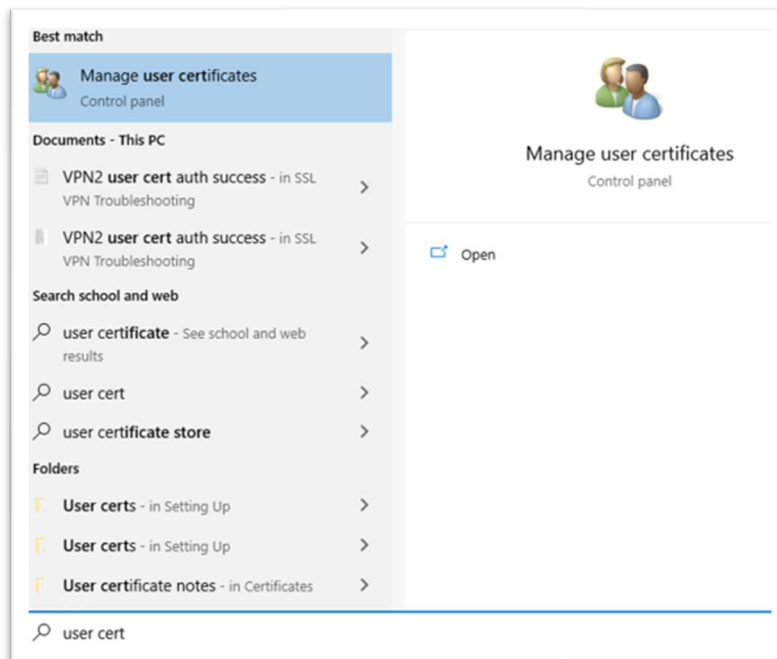 Best match
Manage user certificates
Control panel
Documents - This PC
VPN2 user cert auth success - in SSL
VPN Troubleshooting
VPN2 user cert auth success - in SSL
VPN Troubleshooting
Search school and web
user certificate - See school and web
results
user cert
user certificate store
Folders
User certs - in Setting Up
User certs - in Setting Up
User certificate notes - in Certificates
user cert
Manage user certificates
Control panel
Open